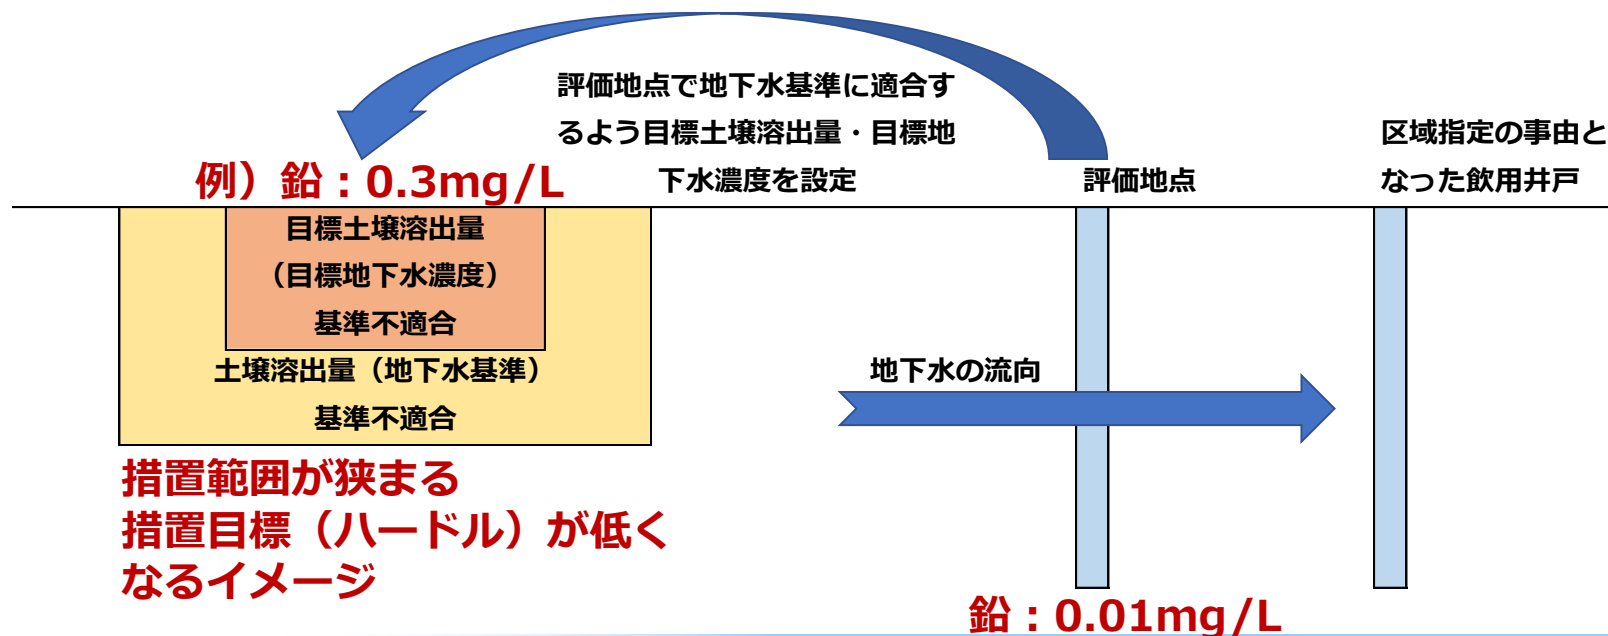 評価地点で地下水基準に適合す
るよう目標土壌溶出量・目標地
下水濃度を設定
区域指定の事由と
なった飲用井戸
評価地点
例）鉛：0.3mg/L
目標土壌溶出量
（目標地下水濃度）
基準不適合
土壌溶出量（地下水基準）
基準不適合
地下水の流向
措置範囲が狭まる
措置目標（ハードル）が低く
なるイメージ
鉛：0.01mg/L